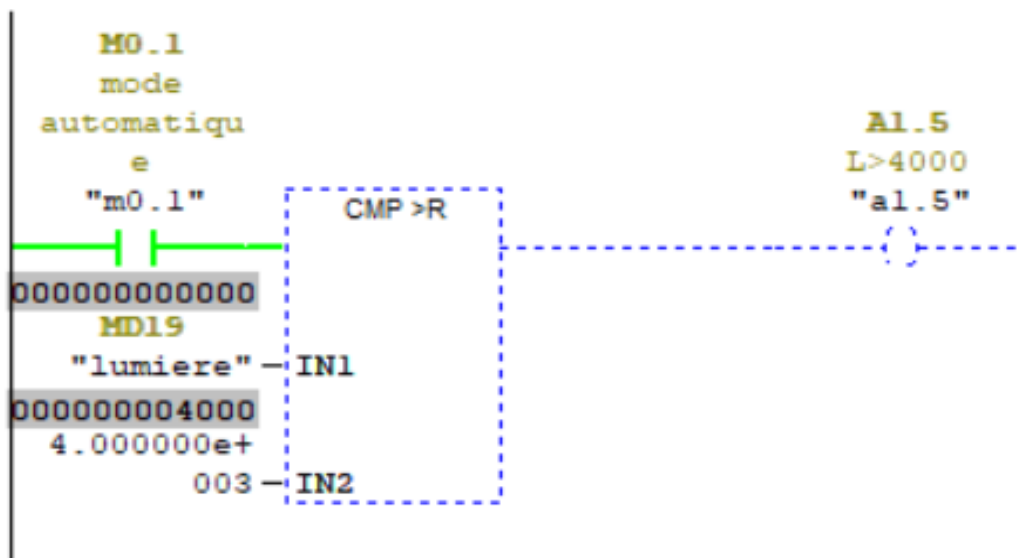 M0.1
mode
automatiqu
e
"m0.1"
A1.5
L>4000
"a1.5"
CMP >R
000000000000
MD19
"lumiere"
IN1
000000004000
4.000000e+
003
IN2